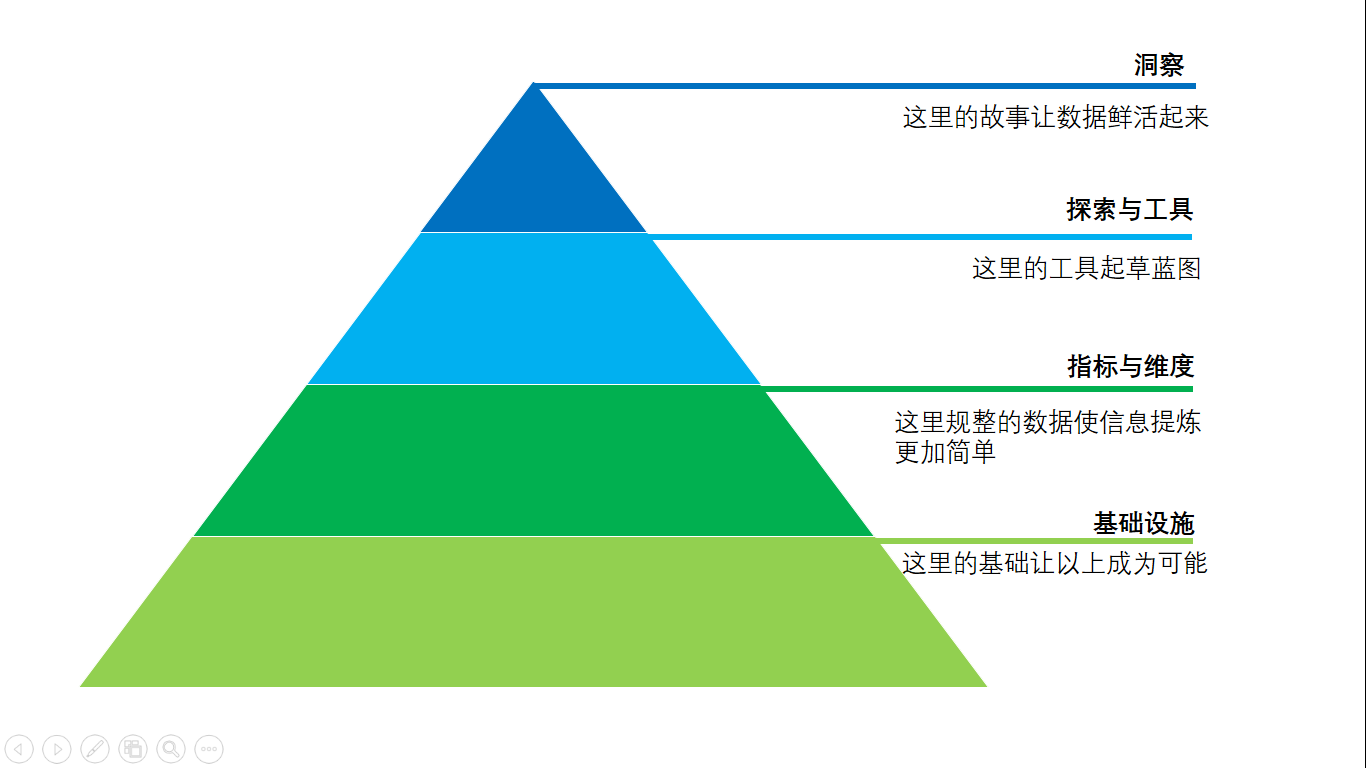 洞察
这里的故事让数据鲜活起来
探索与工具
这里的工具起草蓝图
指标与维度
这里规整的数据使信息提炼
更加简单
基础设施
这里的基础让以上成为可能